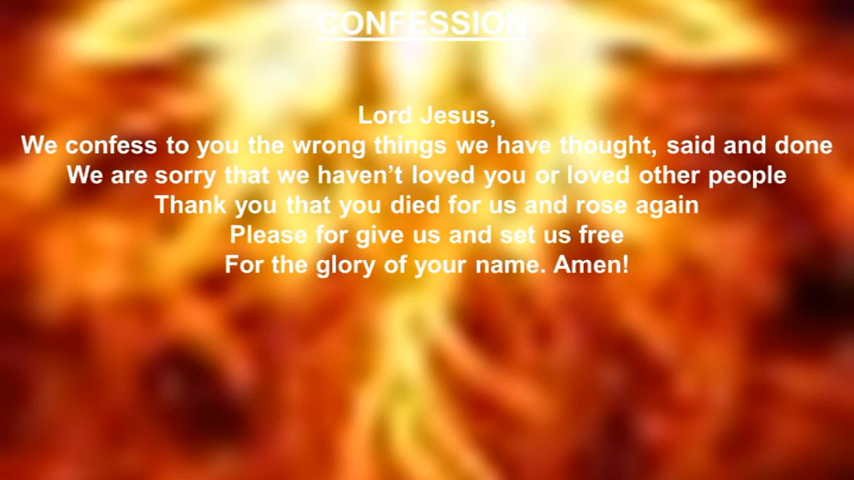 CONFESSION
Lord Jesus,
We confess to you the wrong things we have thought, said and done
We are sorry that we haven’t loved you or loved other people
Thank you that you died for us and rose again
Please for give us and set us free
For the glory of your name. Amen!